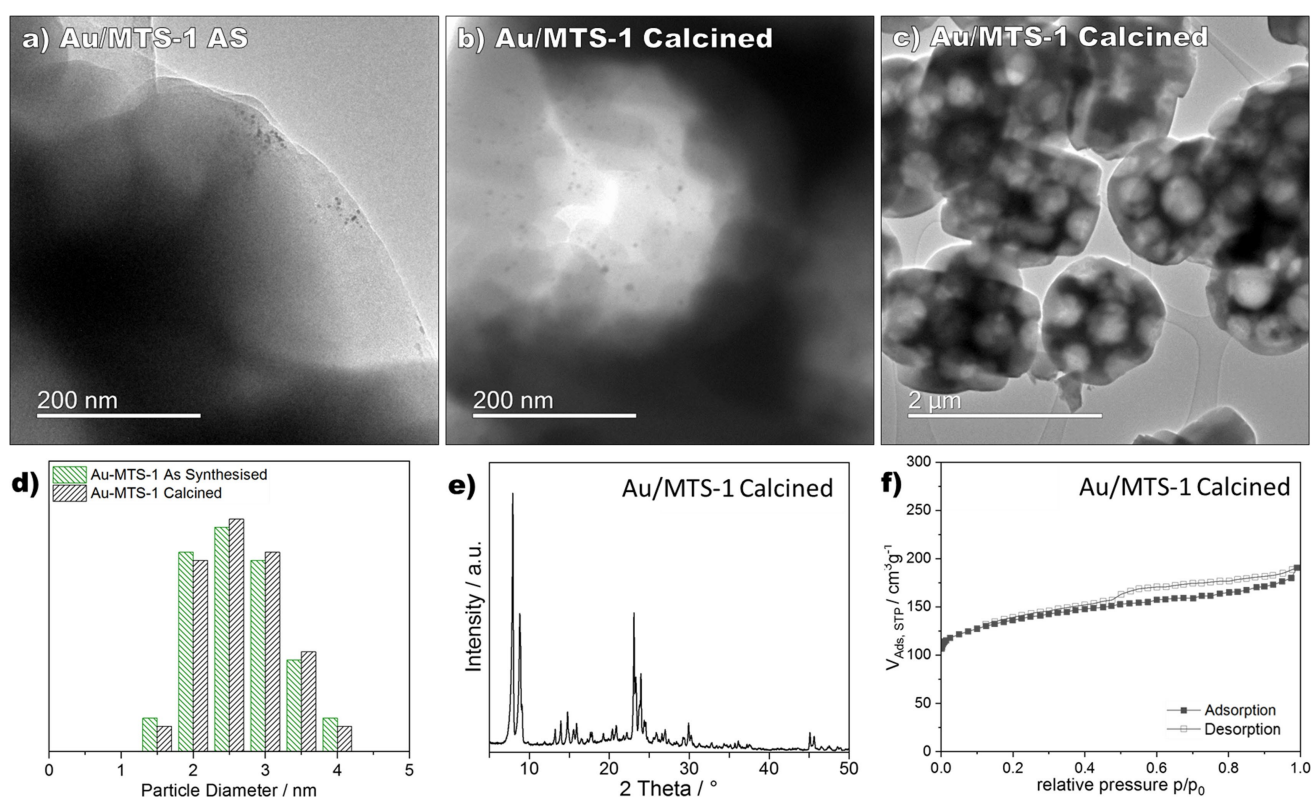 a) Au/MTS-1 AS
200 nm
b) Au/MTS-1 Calcined
200 nm
c) Au/MTS-1 Calcined
2 µm
d)
Au-MTS-1 As Synthesised
Au-MTS-1 Calcined
0 1 2 3 4 5
Particle Diameter / nm
e)
Au/MTS-1 Calcined
Intensity / a.u.
10 20 30 40 50
2 Theta / °
f)
Au/MTS-1 Calcined
300
250
200
150
100
50
0
V_Ads, STP / cm³g⁻¹
Adsorption
Desorption
0.0 0.2 0.4 0.6 0.8 1.0
relative pressure p/p₀